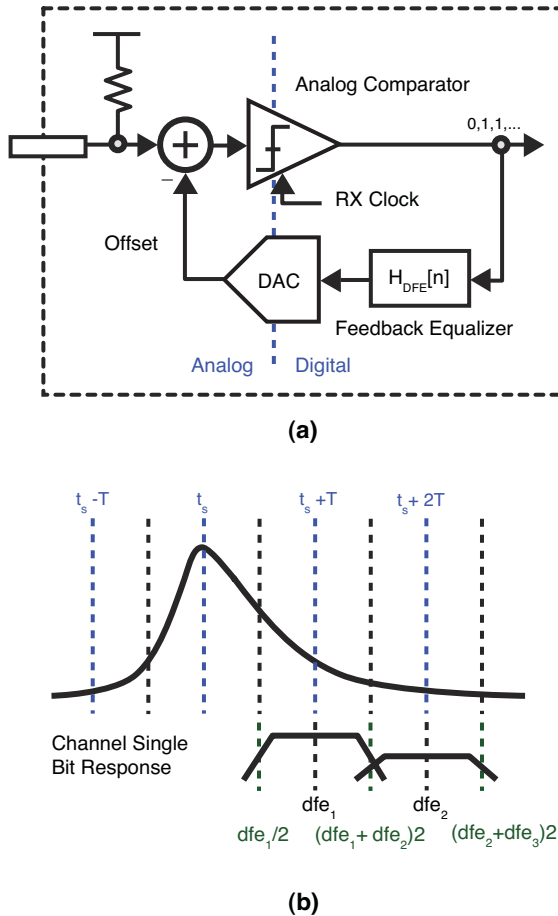 Analog Comparator
0,1,1,...
+
−
RX Clock
Offset
DAC
H_DFE[n]
Feedback Equalizer
Analog
Digital
(a)
t_s -T
t_s
t_s+T
t_s+ 2T
Channel Single
Bit Response
dfe_1
dfe_2
dfe_1/2
(dfe_1+ dfe_2)2
(dfe_2+dfe_3)2
(b)